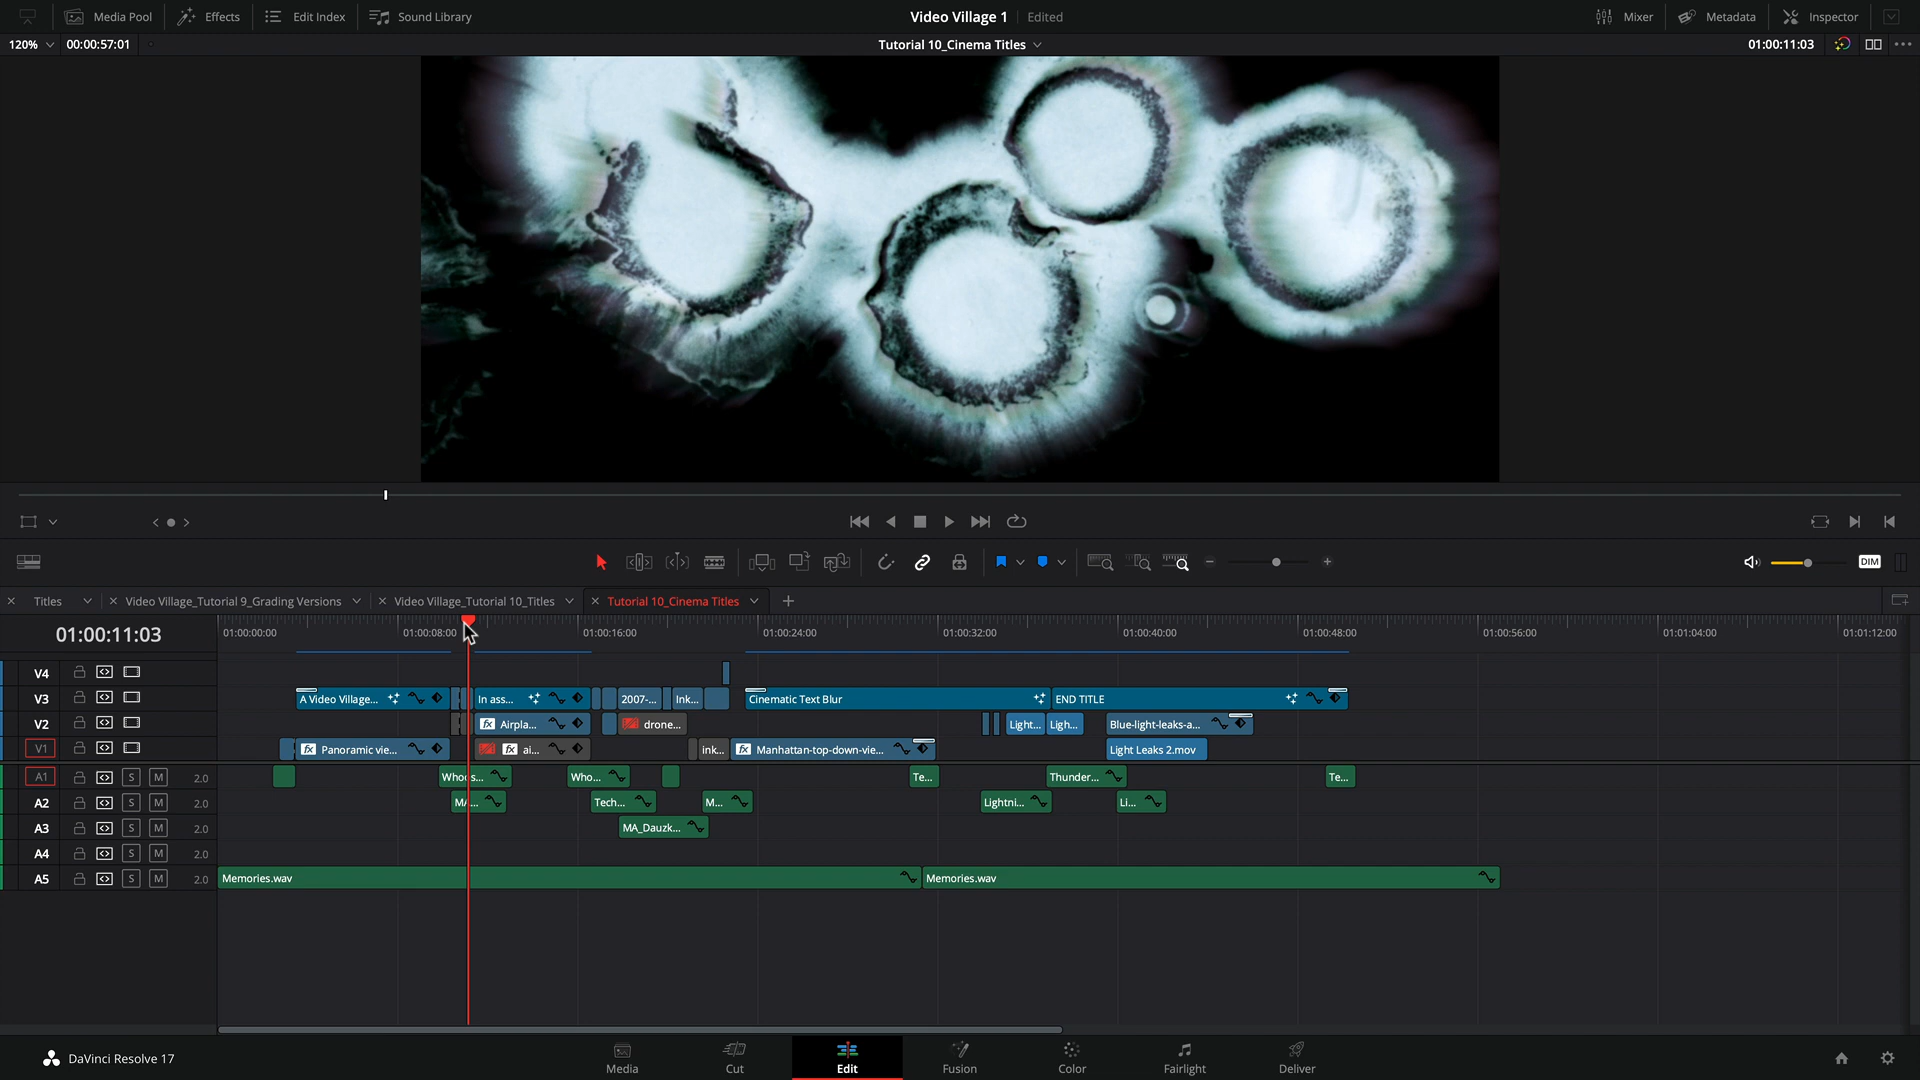 Media Pool
Effects
Edit Index
Sound Library
Video Village 1
Edited
Mixer
Metadata
Inspector
120%
00:00:57:01
Tutorial 10_Cinema Titles
01:00:11:03
DIM
Titles
Video Village_Tutorial 9_Grading Versions
Video Village_Tutorial 10_Titles
Tutorial 10_Cinema Titles
01:00:11:03
01:00:00:00
01:00:08:00
01:00:16:00
01:00:24:00
01:00:32:00
01:00:40:00
01:00:48:00
01:00:56:00
01:01:04:00
01:01:12:00
V4
V3
A Video Village...
In ass...
2007-...
Ink...
Cinematic Text Blur
END TITLE
V2
fx Airpla...
drone...
Light...
Ligh...
Blue-light-leaks-a...
V1
fx Panoramic vie...
fx ai...
ink...
fx Manhattan-top-down-vie...
Light Leaks 2.mov
A1 S M 2.0
Whoos...
Who...
Te...
Thunder...
Te...
A2 S M 2.0
MA...
Tech...
M...
Lightni...
Li...
A3 S M 2.0
MA_Dauzk...
A4 S M 2.0
A5 S M 2.0
Memories.wav
Memories.wav
DaVinci Resolve 17
Media
Cut
Edit
Fusion
Color
Fairlight
Deliver